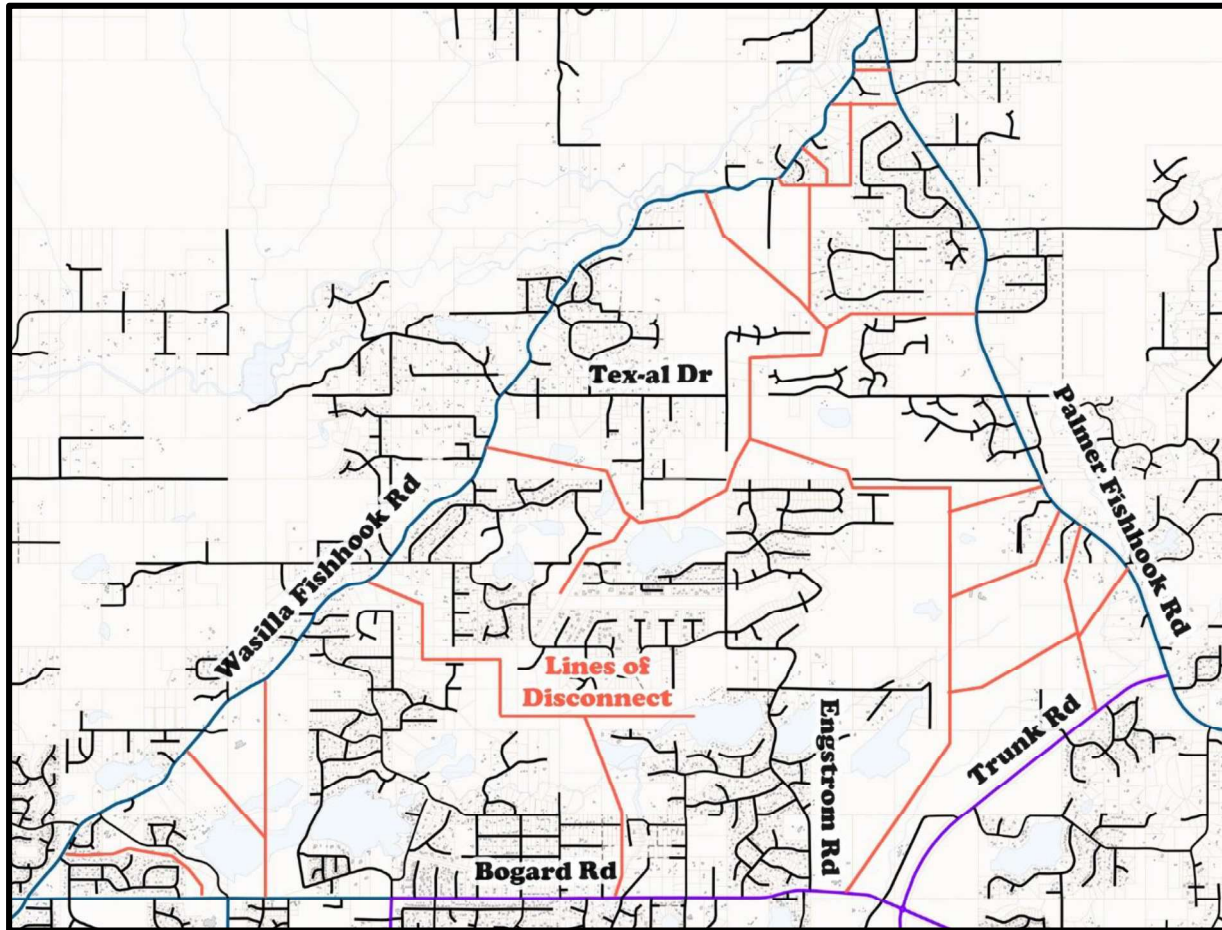 Tex-al Dr
Palmer Fishhook Rd
Wasilla Fishhook Rd
Lines of
Disconnect
Engstrom Rd
Trunk Rd
Bogard Rd